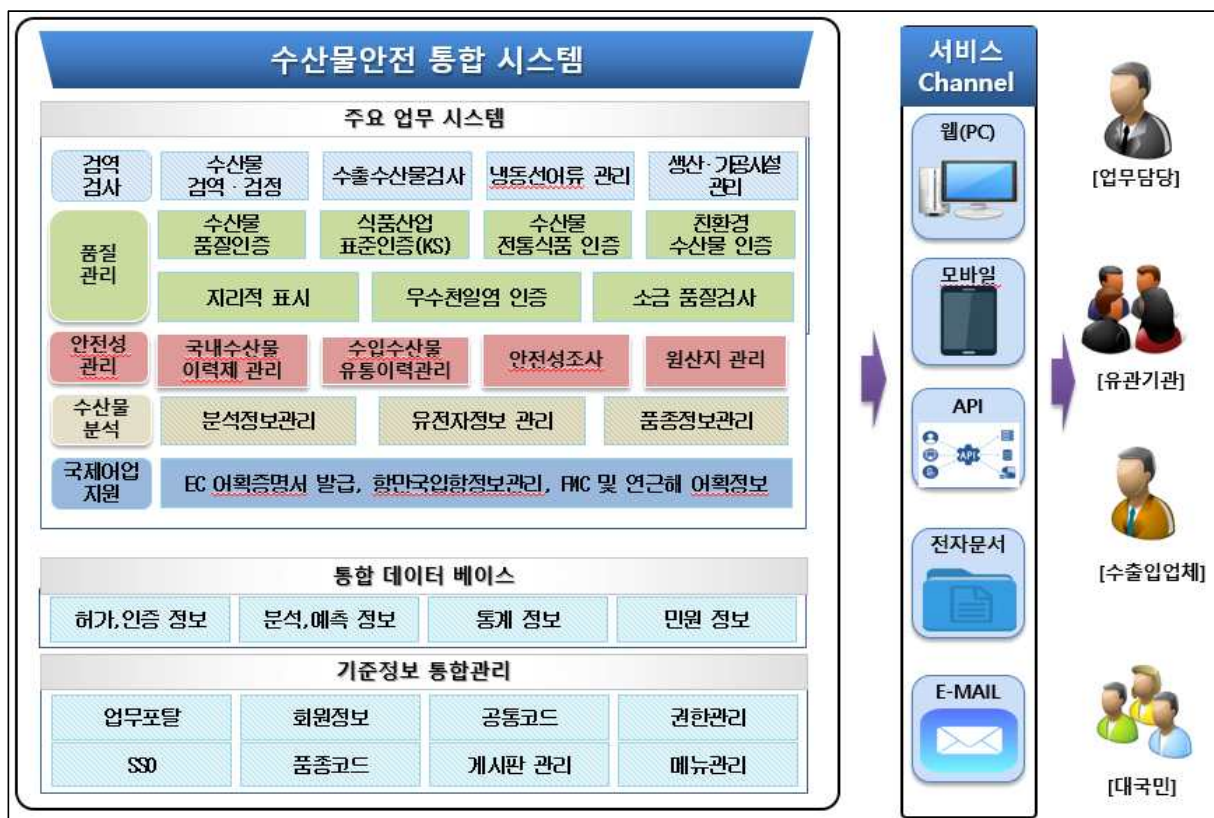 수산물안전 통합 시스템
주요 업무 시스템
검역
검사
수산물
검역·검정
수출수산물검사
냉동선어류 관리
생산·가공시설
관리
품질
관리
수산물
품질인증
식품산업
표준인증(KS)
수산물
전통식품 인증
친환경
수산물 인증
지리적 표시
우수천일염 인증
소금 품질검사
안전성
관리
국내수산물
이력제 관리
수입수산물
유통이력관리
안전성조사
원산지 관리
수산물
분석
분석정보관리
유전자정보 관리
품종정보관리
국제어업
지원
EC 어획증명서 발급, 항만국입항정보관리, FMC 및 연근해 어획정보
통합 데이터 베이스
허가,인증 정보
분석,예측 정보
통계 정보
민원 정보
기준정보 통합관리
업무포탈
회원정보
공통코드
권한관리
SSO
품종코드
게시판 관리
메뉴관리
서비스
Channel
웹(PC)
모바일
API
API
전자문서
E-MAIL
[업무담당]
[유관기관]
[수출입업체]
[대국민]